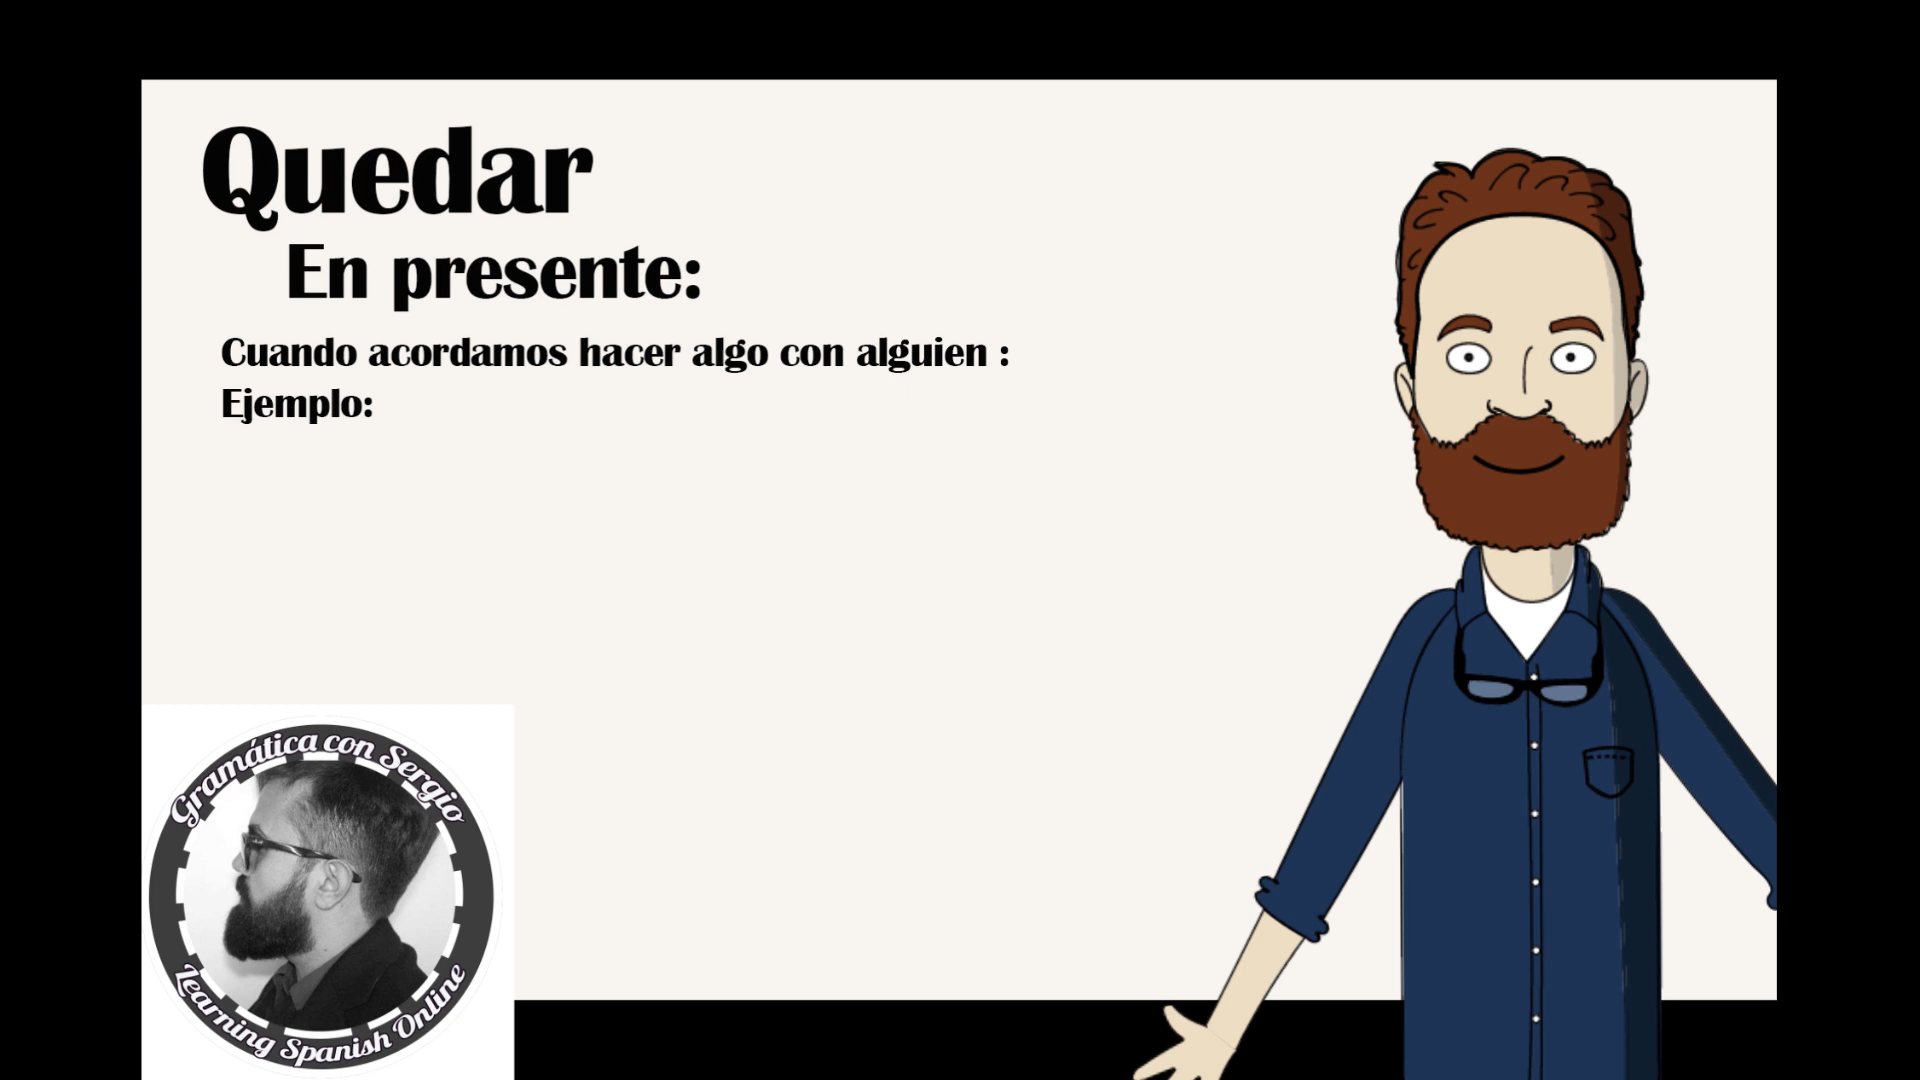 Quedar
En presente:
Cuando acordamos hacer algo con alguien :
Ejemplo:
Gramática con Sergio
Learning Spanish Online